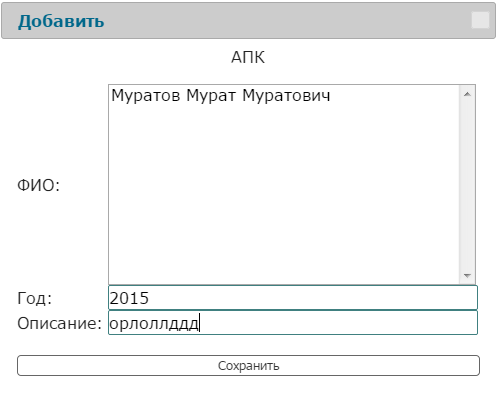 Добавить
АПК
Муратов Мурат Муратович
ФИО:
Год:
2015
Описание:
орлоллддд
Сохранить